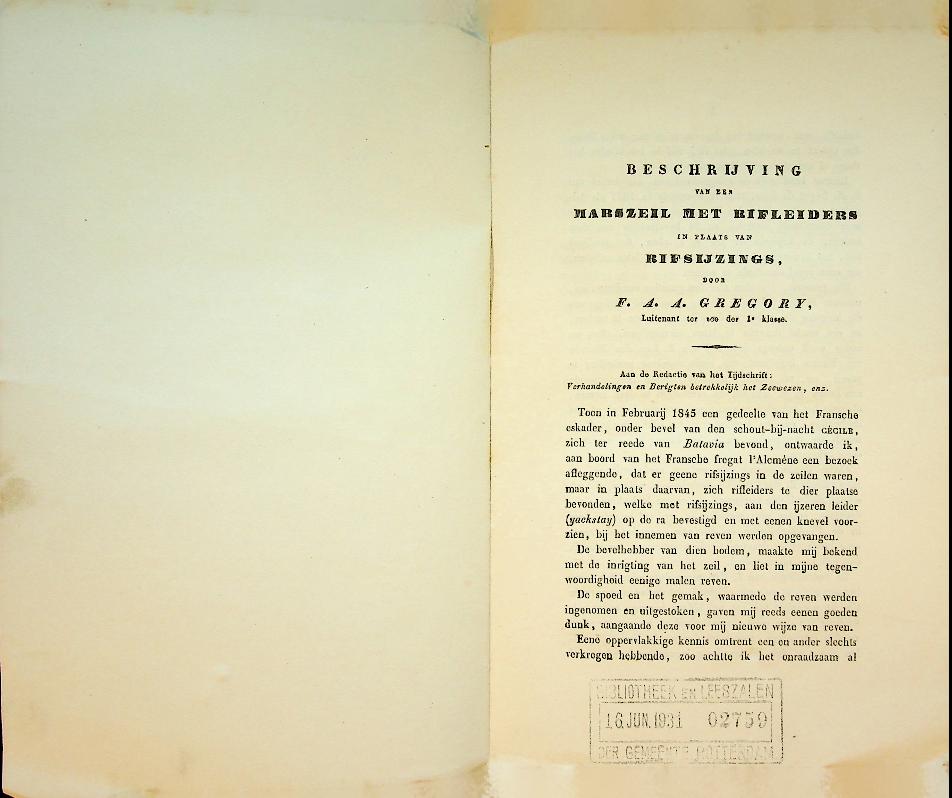 BESCHRIJVING
VAN EEN
MARSZEIL MET RIFLEIDERS
IN PLAATS VAN
RIFSIJZINGS,
DOOR
F. A. A. GREGORY,
Luitenant ter zee der 1e klasse.
Aan de Redactie van het Tijdschrift:
Verhandelingen en Berigten betrekkelijk het Zeewezen, enz.
Toen in Februarij 1845 een gedeelte van het Fransche
eskader, onder bevel van den schout-bij-nacht CÉCILE,
zich ter reede van Batavia bevond, ontwaarde ik,
aan boord van het Fransche fregat l'Alcméne een bezoek
afleggende, dat er geene rifsijzings in de zeilen waren,
maar in plaats daarvan, zich rifleiders te dier plaatse
bevonden, welke met rifsijzings, aan den ijzeren leider
(yackstay) op de ra bevestigd en met eenen knevel voor-
zien, bij het innemen van reven werden opgevangen.
De bevelhebber van dien bodem, maakte mij bekend
met de inrigting van het zeil, en liet in mijne tegen-
woordigheid eenige malen reven.
De spoed en het gemak, waarmede de reven werden
ingenomen en uitgestoken, gaven mij reeds eenen goeden
dunk, aangaande deze voor mij nieuwe wijze van reven.
Eene oppervlakkige kennis omtrent een en ander slechts
verkregen hebbende, zoo achtte ik het onraadzaam al
BIBLIOTHEEK EN LEESZALEN
16 JUN. 1931 02759
DER GEMEENTE ROTTERDAM